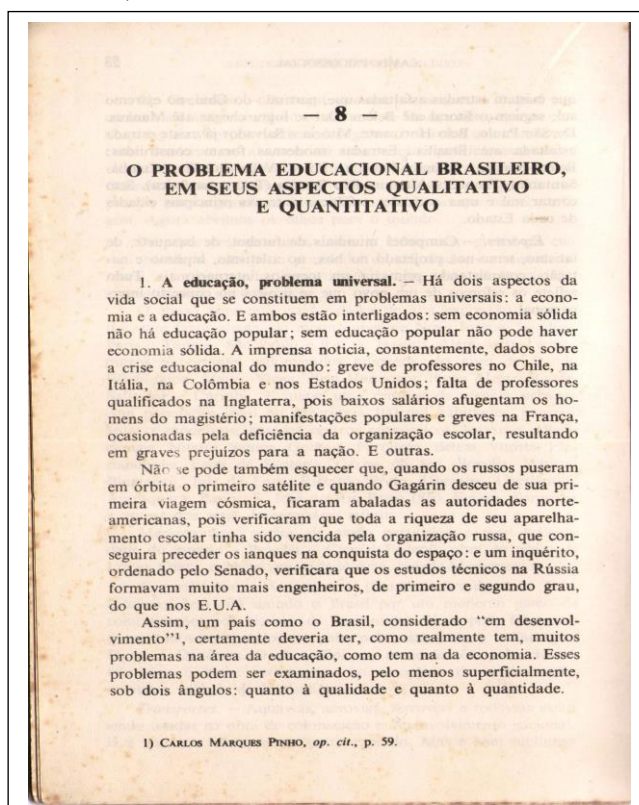 — 8 —
O PROBLEMA EDUCACIONAL BRASILEIRO,
EM SEUS ASPECTOS QUALITATIVO
E QUANTITATIVO
1. A educação, problema universal. — Há dois aspectos da
vida social que se constituem em problemas universais: a econo-
mia e a educação. E ambos estão interligados: sem economia sólida
não há educação popular; sem educação popular não pode haver
economia sólida. A imprensa noticia, constantemente, dados sobre
a crise educacional do mundo: greve de professores no Chile, na
Itália, na Colômbia e nos Estados Unidos; falta de professores
qualificados na Inglaterra, pois baixos salários afugentam os ho-
mens do magistério; manifestações populares e greves na França,
ocasionadas pela deficiência da organização escolar, resultando
em graves prejuízos para a nação. E outras.
Não se pode também esquecer que, quando os russos puseram
em órbita o primeiro satélite e quando Gagárin desceu de sua pri-
meira viagem cósmica, ficaram abaladas as autoridades norte-
americanas, pois verificaram que toda a riqueza de seu aparelha-
mento escolar tinha sido vencida pela organização russa, que con-
seguira preceder os ianques na conquista do espaço: e um inquérito,
ordenado pelo Senado, verificara que os estudos técnicos na Rússia
formavam muito mais engenheiros, de primeiro e segundo grau,
do que nos E.U.A.
Assim, um país como o Brasil, considerado “em desenvol-
vimento”¹, certamente deveria ter, como realmente tem, muitos
problemas na área da educação, como tem na da economia. Esses
problemas podem ser examinados, pelo menos superficialmente,
sob dois ângulos: quanto à qualidade e quanto à quantidade.
1) CARLOS MARQUES PINHO, op. cit., p. 59.